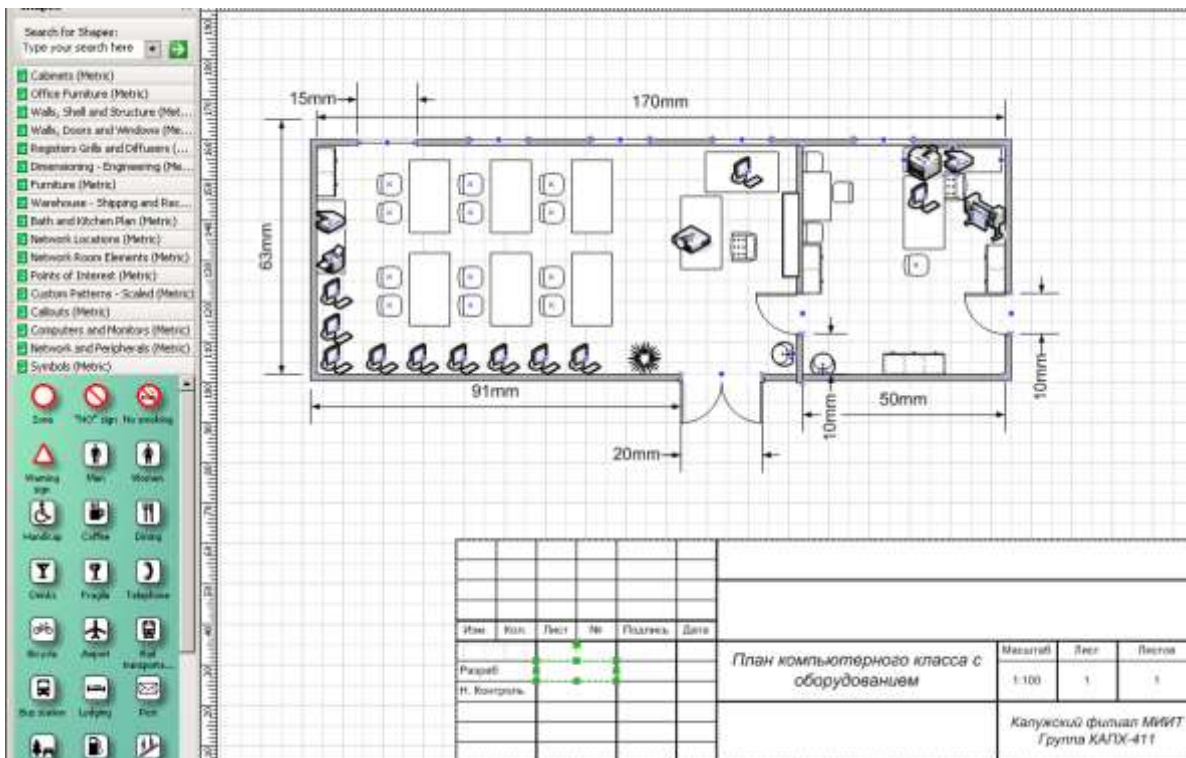 Search for Shapes:
Type your search here
Cabinets (Metric)
Office Furniture (Metric)
Walls, Shell and Structure (Met...
Walls, Doors and Windows (Me...
Registers Grills and Diffusers (...
Dimensioning - Engineering (Me...
Furniture (Metric)
Warehouse - Shipping and Rec...
Bath and Kitchen Plan (Metric)
Network Locations (Metric)
Network Room Elements (Metric)
Points of Interest (Metric)
Custom Patterns - Scaled (Metric)
Callouts (Metric)
Computers and Monitors (Metric)
Network and Peripherals (Metric)
Symbols (Metric)
Zone
"NO" sign
No smoking
Warning sign
Men
Women
Handicap
Coffee
Dining
Drinks
Fragile
Telephone
Bicycle
Airport
Rail transporta...
Bus station
Lodging
Post
15mm
170mm
63mm
91mm
20mm
10mm
50mm
10mm
Изм
Кол
Лист
№
Подпись
Дата
Разраб
Н. Контроль
План компьютерного класса с
оборудованием
Масштаб
Лист
Листов
1:100
1
1
Калужский филиал МИИТ
Группа КАПХ-411